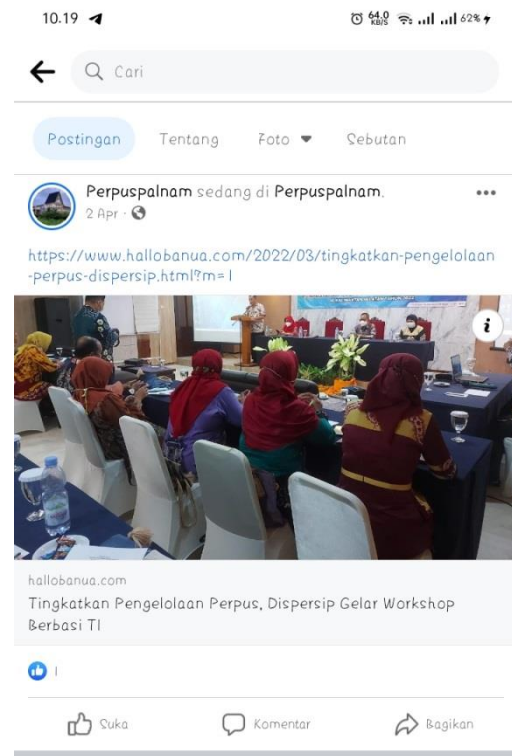 10.19
64.0 KB/S 62%
Cari
Postingan Tentang Foto Sebutan
Perpuspalnam sedang di Perpuspalnam.
2 Apr
https://www.hallobanua.com/2022/03/tingkatkan-pengelolaan
-perpus-dispersip.html?m=1
hallobanua.com
Tingkatkan Pengelolaan Perpus, Dispersip Gelar Workshop
Berbasi TI
1
Suka Komentar Bagikan